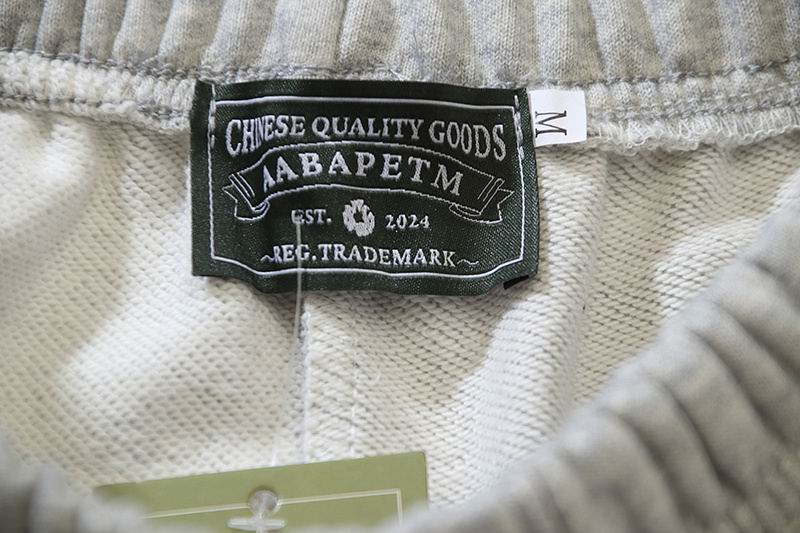 CHINESE QUALITY GOODS
AABAPETM
EST. 2024
~REG.TRADEMARK~
M